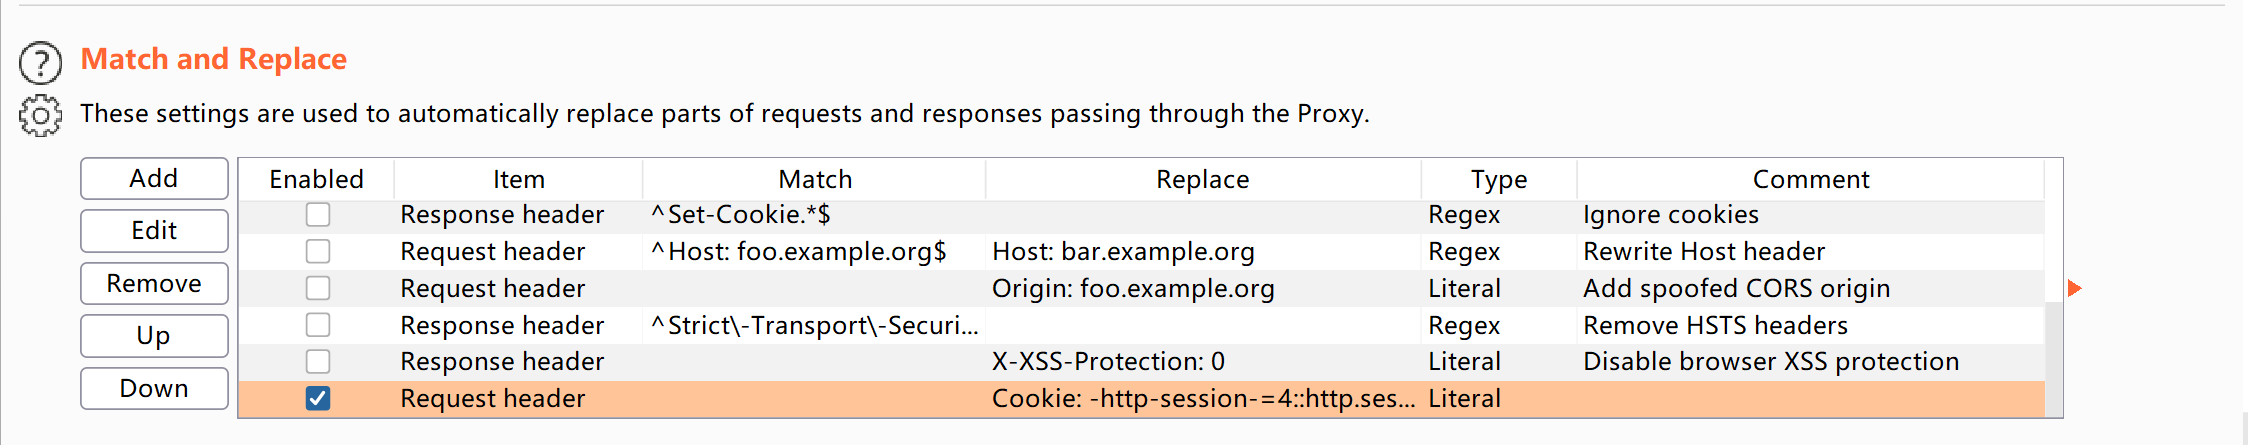 Match and Replace
These settings are used to automatically replace parts of requests and responses passing through the Proxy.
Add
Edit
Remove
Up
Down
Enabled Item Match Replace Type Comment
Response header ^Set-Cookie.*$ Regex Ignore cookies
Request header ^Host: foo.example.org$ Host: bar.example.org Regex Rewrite Host header
Request header Origin: foo.example.org Literal Add spoofed CORS origin
Response header ^Strict\-Transport\-Securi... Regex Remove HSTS headers
Response header X-XSS-Protection: 0 Literal Disable browser XSS protection
Request header Cookie: -http-session-=4::http.ses... Literal